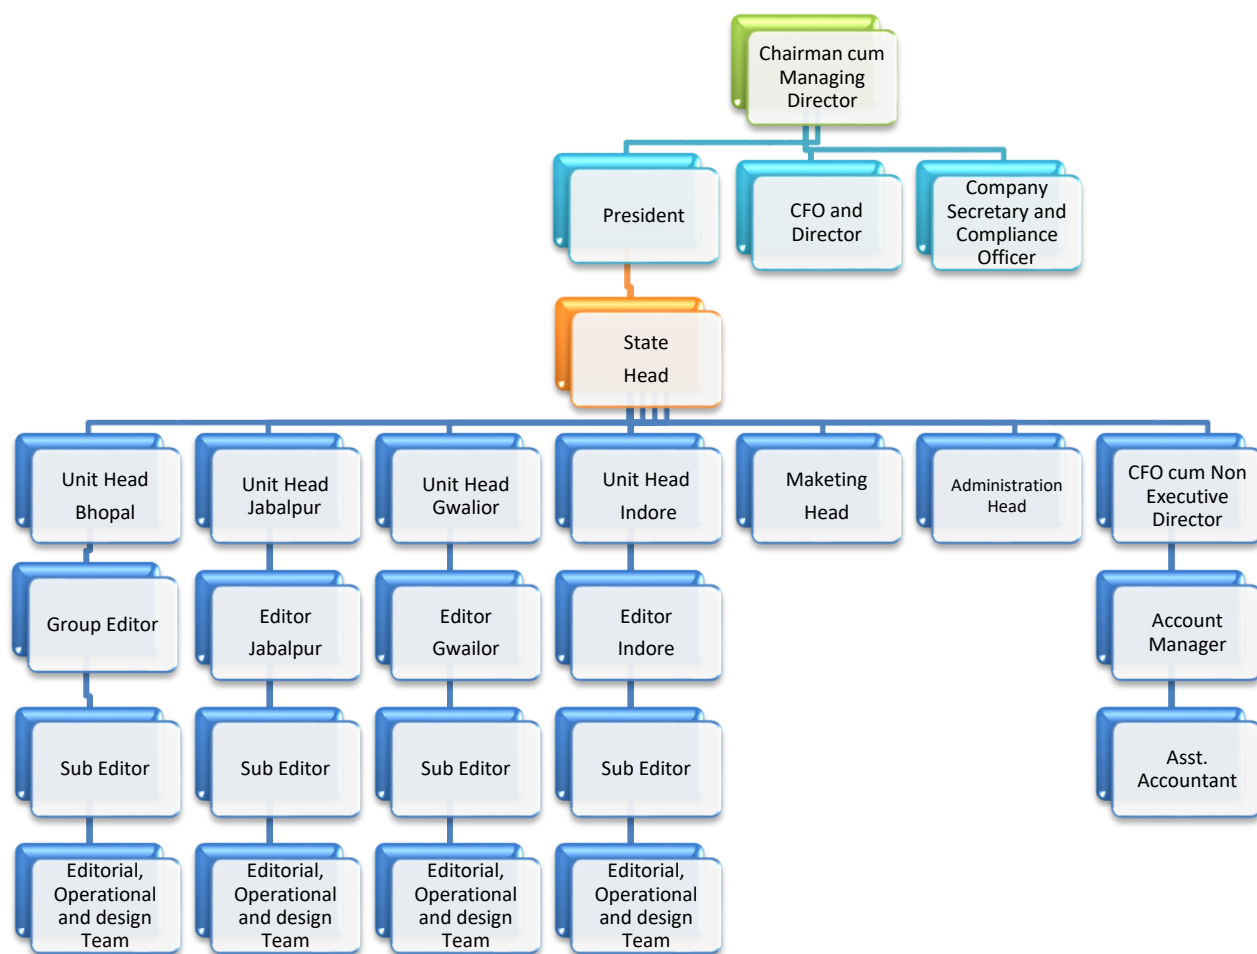 Chairman cum
Managing
Director
President
CFO and
Director
Company
Secretary and
Compliance
Officer
State
Head
Unit Head
Bhopal
Unit Head
Jabalpur
Unit Head
Gwalior
Unit Head
Indore
Maketing
Head
Administration
Head
CFO cum Non
Executive
Director
Group Editor
Editor
Jabalpur
Editor
Gwailor
Editor
Indore
Account
Manager
Sub Editor
Sub Editor
Sub Editor
Sub Editor
Asst.
Accountant
Editorial,
Operational
and design
Team
Editorial,
Operational
and design
Team
Editorial,
Operational
and design
Team
Editorial,
Operational
and design
Team